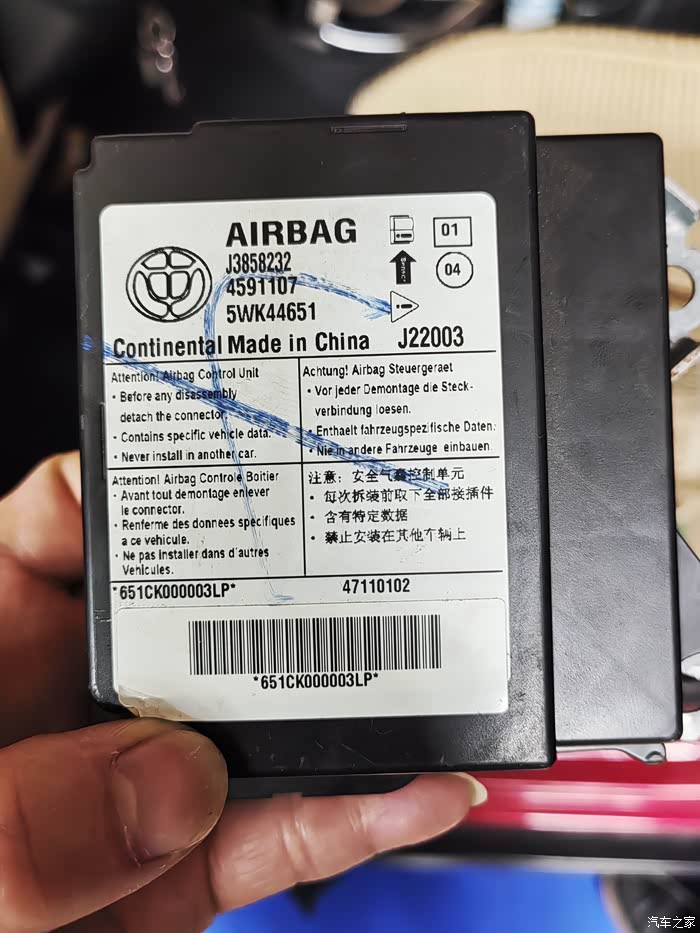 AIRBAG
J3858232
4591107
5WK44651
01
04
Continental Made in China J22003
Attention! Airbag Control Unit
• Before any disassembly
detach the connector.
• Contains specific vehicle data.
• Never install in another car.
Achtung! Airbag Steuergeraet
• Vor jeder Demontage die Steck-
verbindung loesen.
• Enthaelt fahrzeugspezifische Daten.
• Nie in andere Fahrzeuge einbauen.
Attention! Airbag Controle Boitier
• Avant tout demontage enlever
le connector.
• Renferme des donnees specifiques
a ce vehicule.
• Ne pas installer dans d'autres
Vehicules.
注意：安全气囊控制单元
• 每次拆装前取下全部接插件
• 含有特定数据
• 禁止安装在其他车辆上
*651CK000003LP* 47110102
*651CK000003LP*
汽车之家